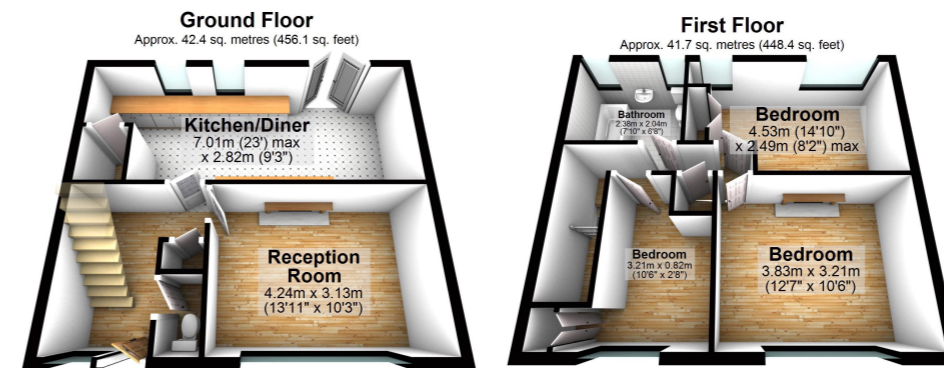 Ground Floor
Approx. 42.4 sq. metres (456.1 sq. feet)
Kitchen/Diner
7.01m (23') max
x 2.82m (9'3")
Reception
Room
4.24m x 3.13m
(13'11" x 10'3")
First Floor
Approx. 41.7 sq. metres (448.4 sq. feet)
Bathroom
2.38m x 2.04m
(7'10" x 6'8")
Bedroom
4.53m (14'10")
x 2.49m (8'2") max
Bedroom
3.21m x 0.82m
(10'6" x 2'8")
Bedroom
3.83m x 3.21m
(12'7" x 10'6")